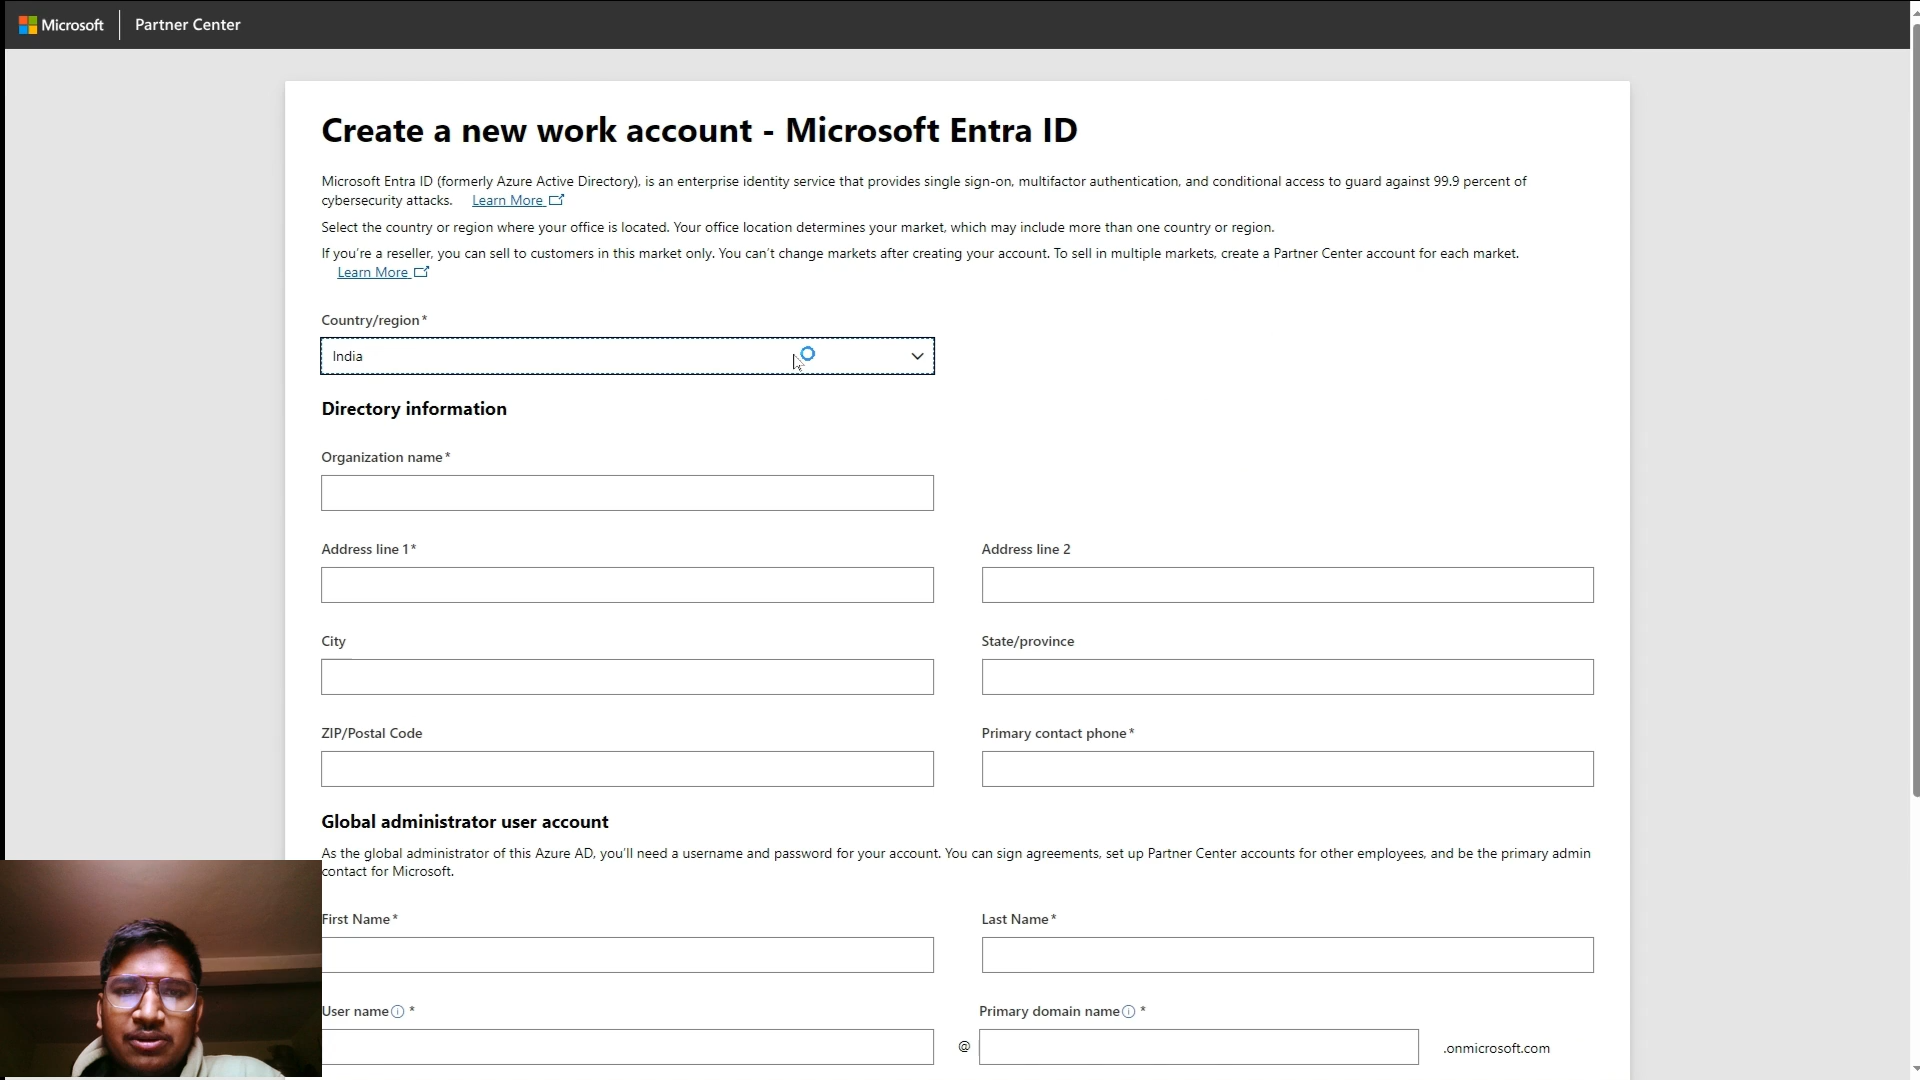 Microsoft Partner Center
Create a new work account - Microsoft Entra ID
Microsoft Entra ID (formerly Azure Active Directory), is an enterprise identity service that provides single sign-on, multifactor authentication, and conditional access to guard against 99.9 percent of
cybersecurity attacks. Learn More
Select the country or region where your office is located. Your office location determines your market, which may include more than one country or region.
If you're a reseller, you can sell to customers in this market only. You can't change markets after creating your account. To sell in multiple markets, create a Partner Center account for each market.
Learn More
Country/region*
India
Directory information
Organization name*
Address line 1* Address line 2
City State/province
ZIP/Postal Code Primary contact phone*
Global administrator user account
As the global administrator of this Azure AD, you'll need a username and password for your account. You can sign agreements, set up Partner Center accounts for other employees, and be the primary admin
contact for Microsoft.
First Name* Last Name*
User name * Primary domain name *
@ .onmicrosoft.com